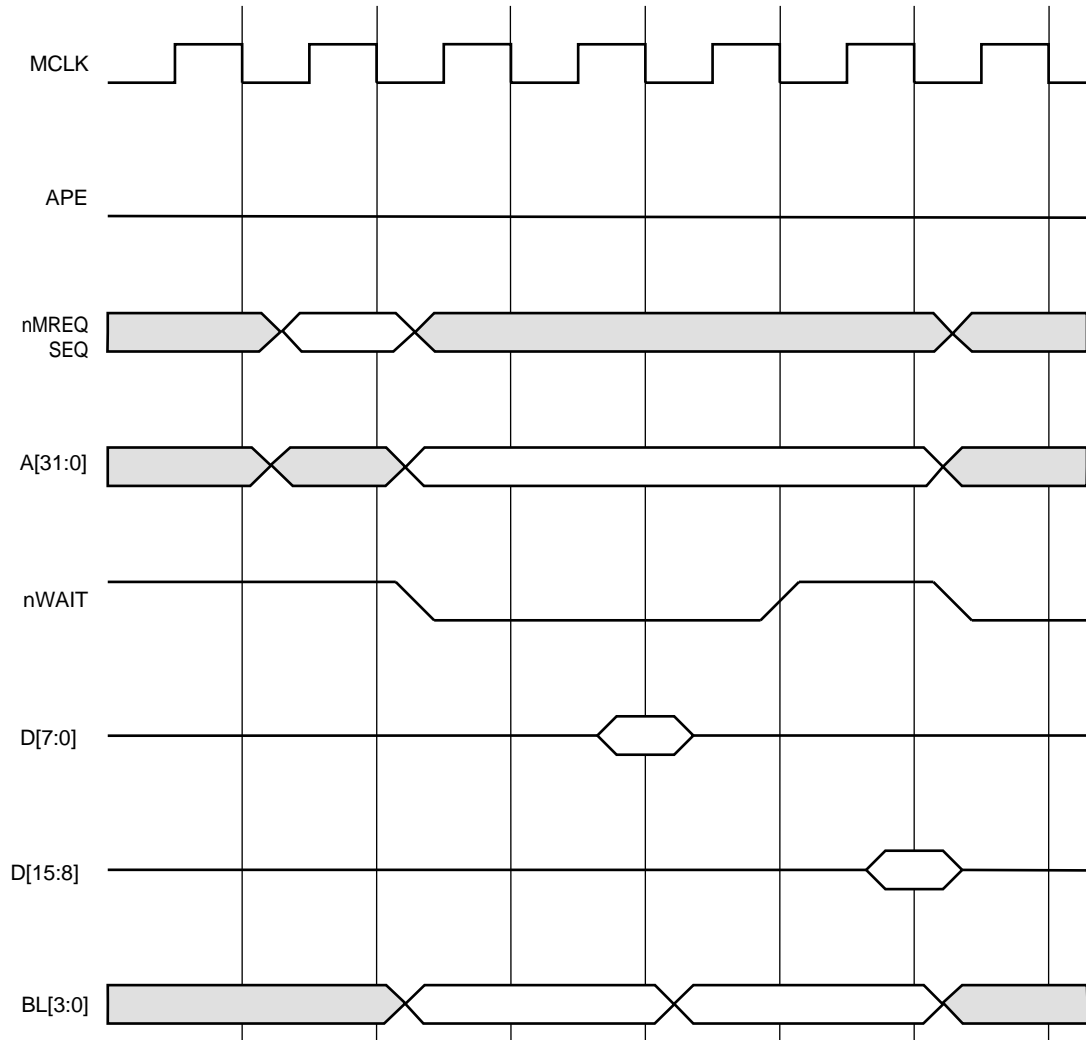 MCLK
APE
nMREQ
SEQ
A[31:0]
nWAIT
D[7:0]
D[15:8]
BL[3:0]